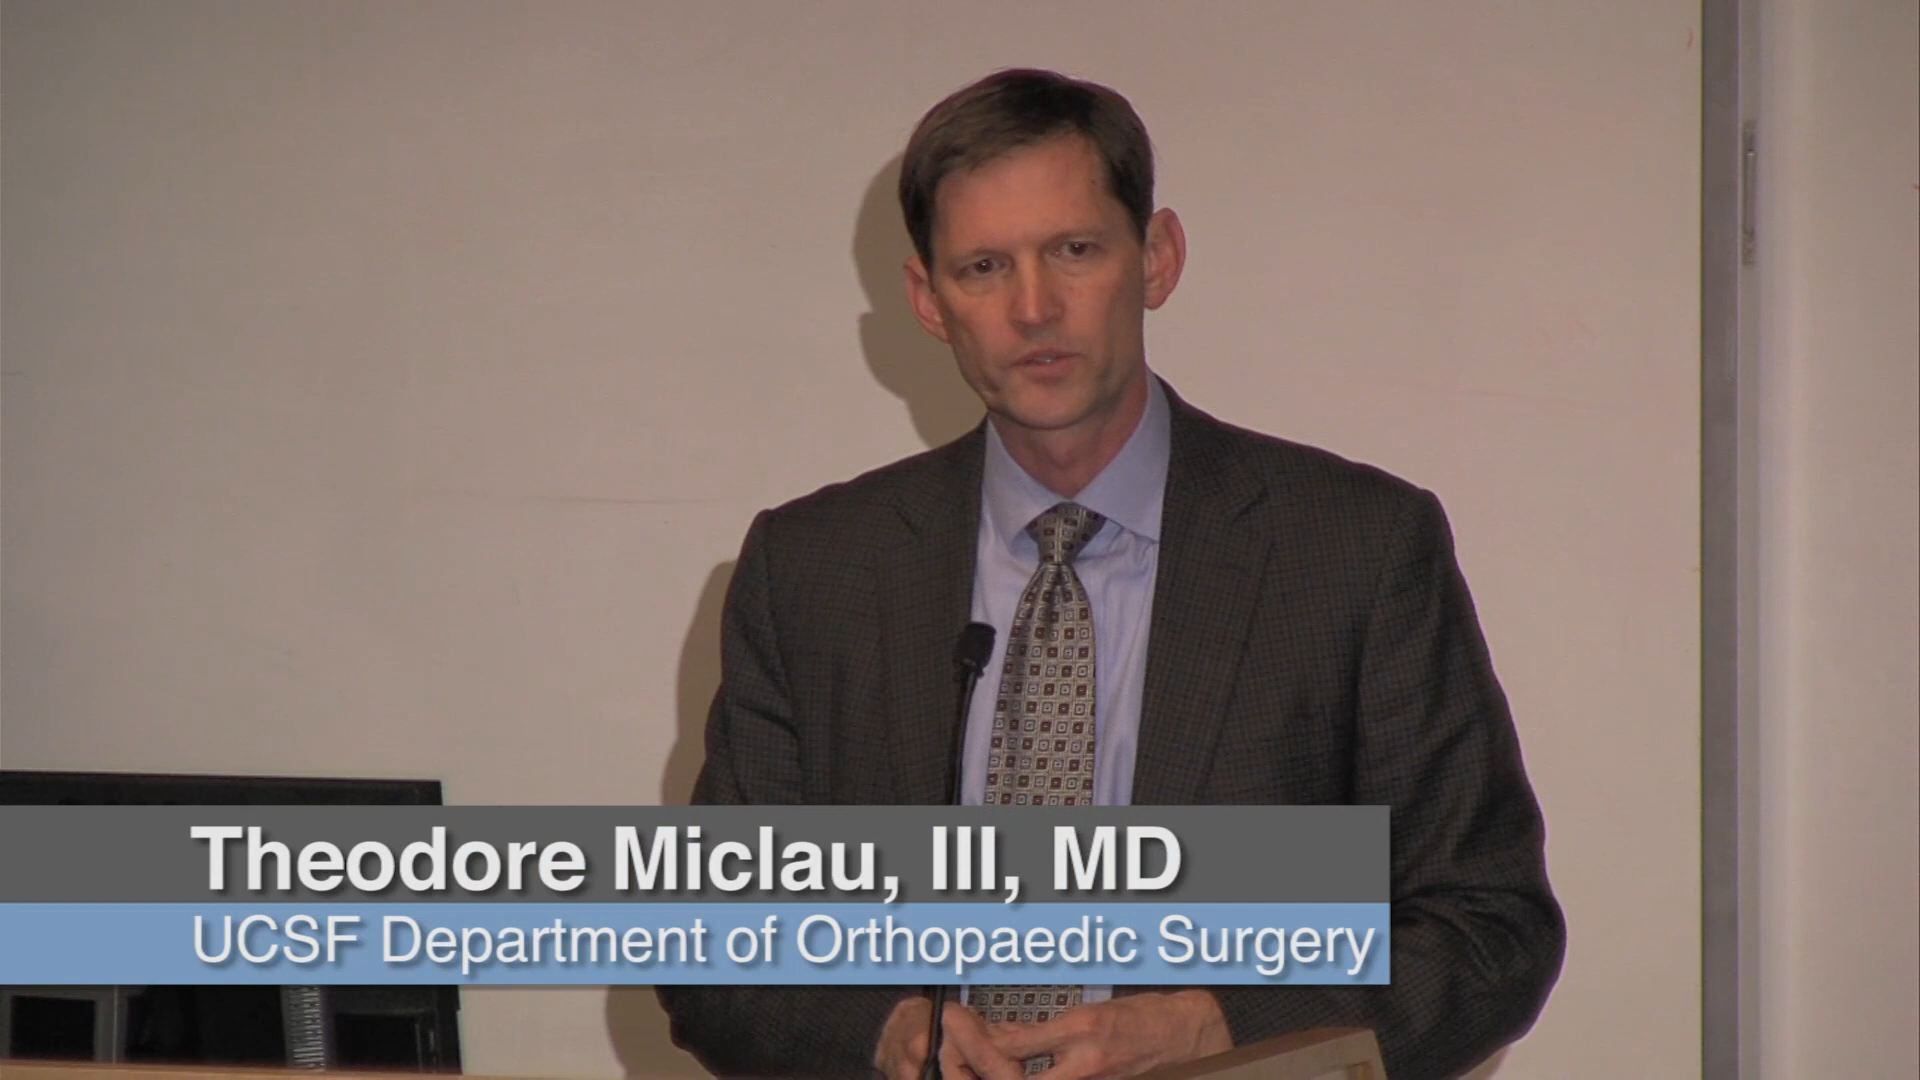 Theodore Miclau, III, MD
UCSF Department of Orthopaedic Surgery